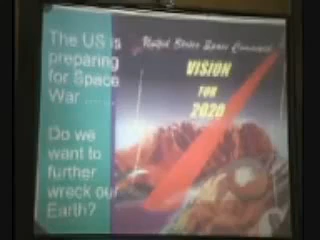 The US is
preparing
for Space
War ......
Do we
want to
further
wreck our
Earth?
United States Space Command
VISION
FOR
2020